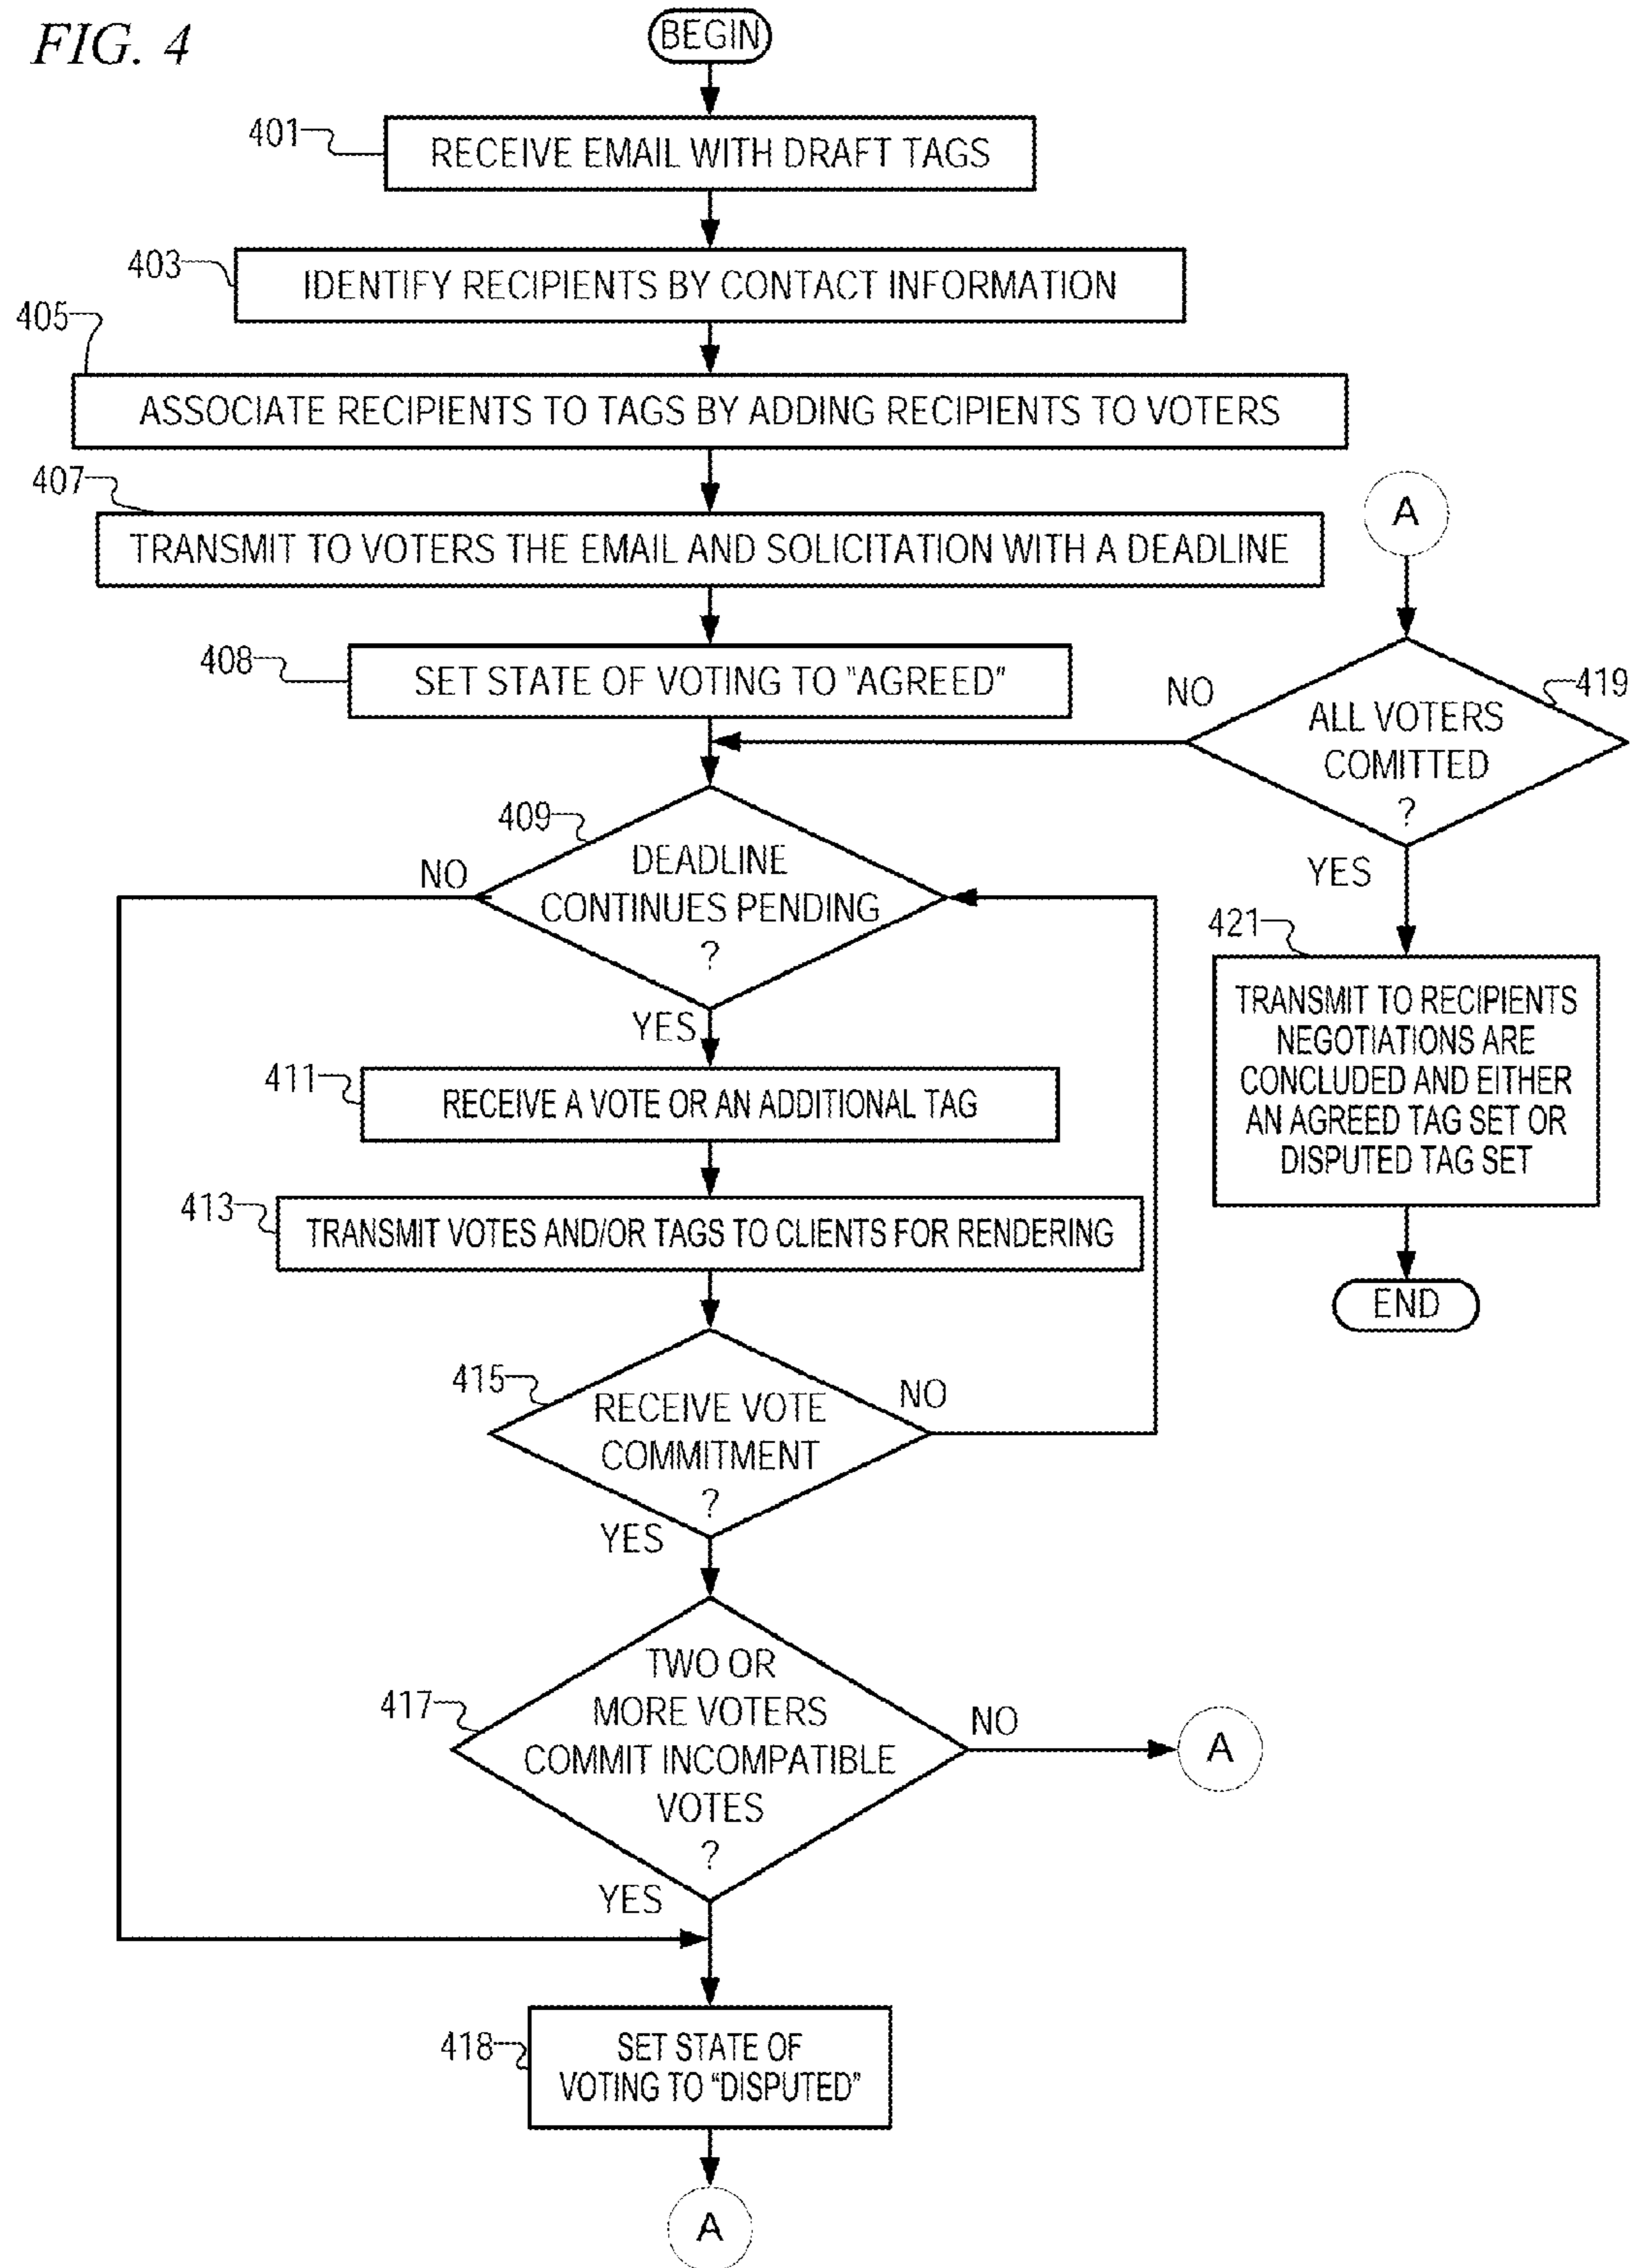 FIG. 4
BEGIN
401
RECEIVE EMAIL WITH DRAFT TAGS
403
IDENTIFY RECIPIENTS BY CONTACT INFORMATION
405
ASSOCIATE RECIPIENTS TO TAGS BY ADDING RECIPIENTS TO VOTERS
407
TRANSMIT TO VOTERS THE EMAIL AND SOLICITATION WITH A DEADLINE
408
SET STATE OF VOTING TO "AGREED"
409
DEADLINE
CONTINUES PENDING
?
NO
YES
411
RECEIVE A VOTE OR AN ADDITIONAL TAG
413
TRANSMIT VOTES AND/OR TAGS TO CLIENTS FOR RENDERING
415
RECEIVE VOTE
COMMITMENT
?
NO
YES
417
TWO OR
MORE VOTERS
COMMIT INCOMPATIBLE
VOTES
?
NO
A
YES
418
SET STATE OF
VOTING TO "DISPUTED"
A
A
419
ALL VOTERS
COMITTED
?
NO
YES
421
TRANSMIT TO RECIPIENTS
NEGOTIATIONS ARE
CONCLUDED AND EITHER
AN AGREED TAG SET OR
DISPUTED TAG SET
END